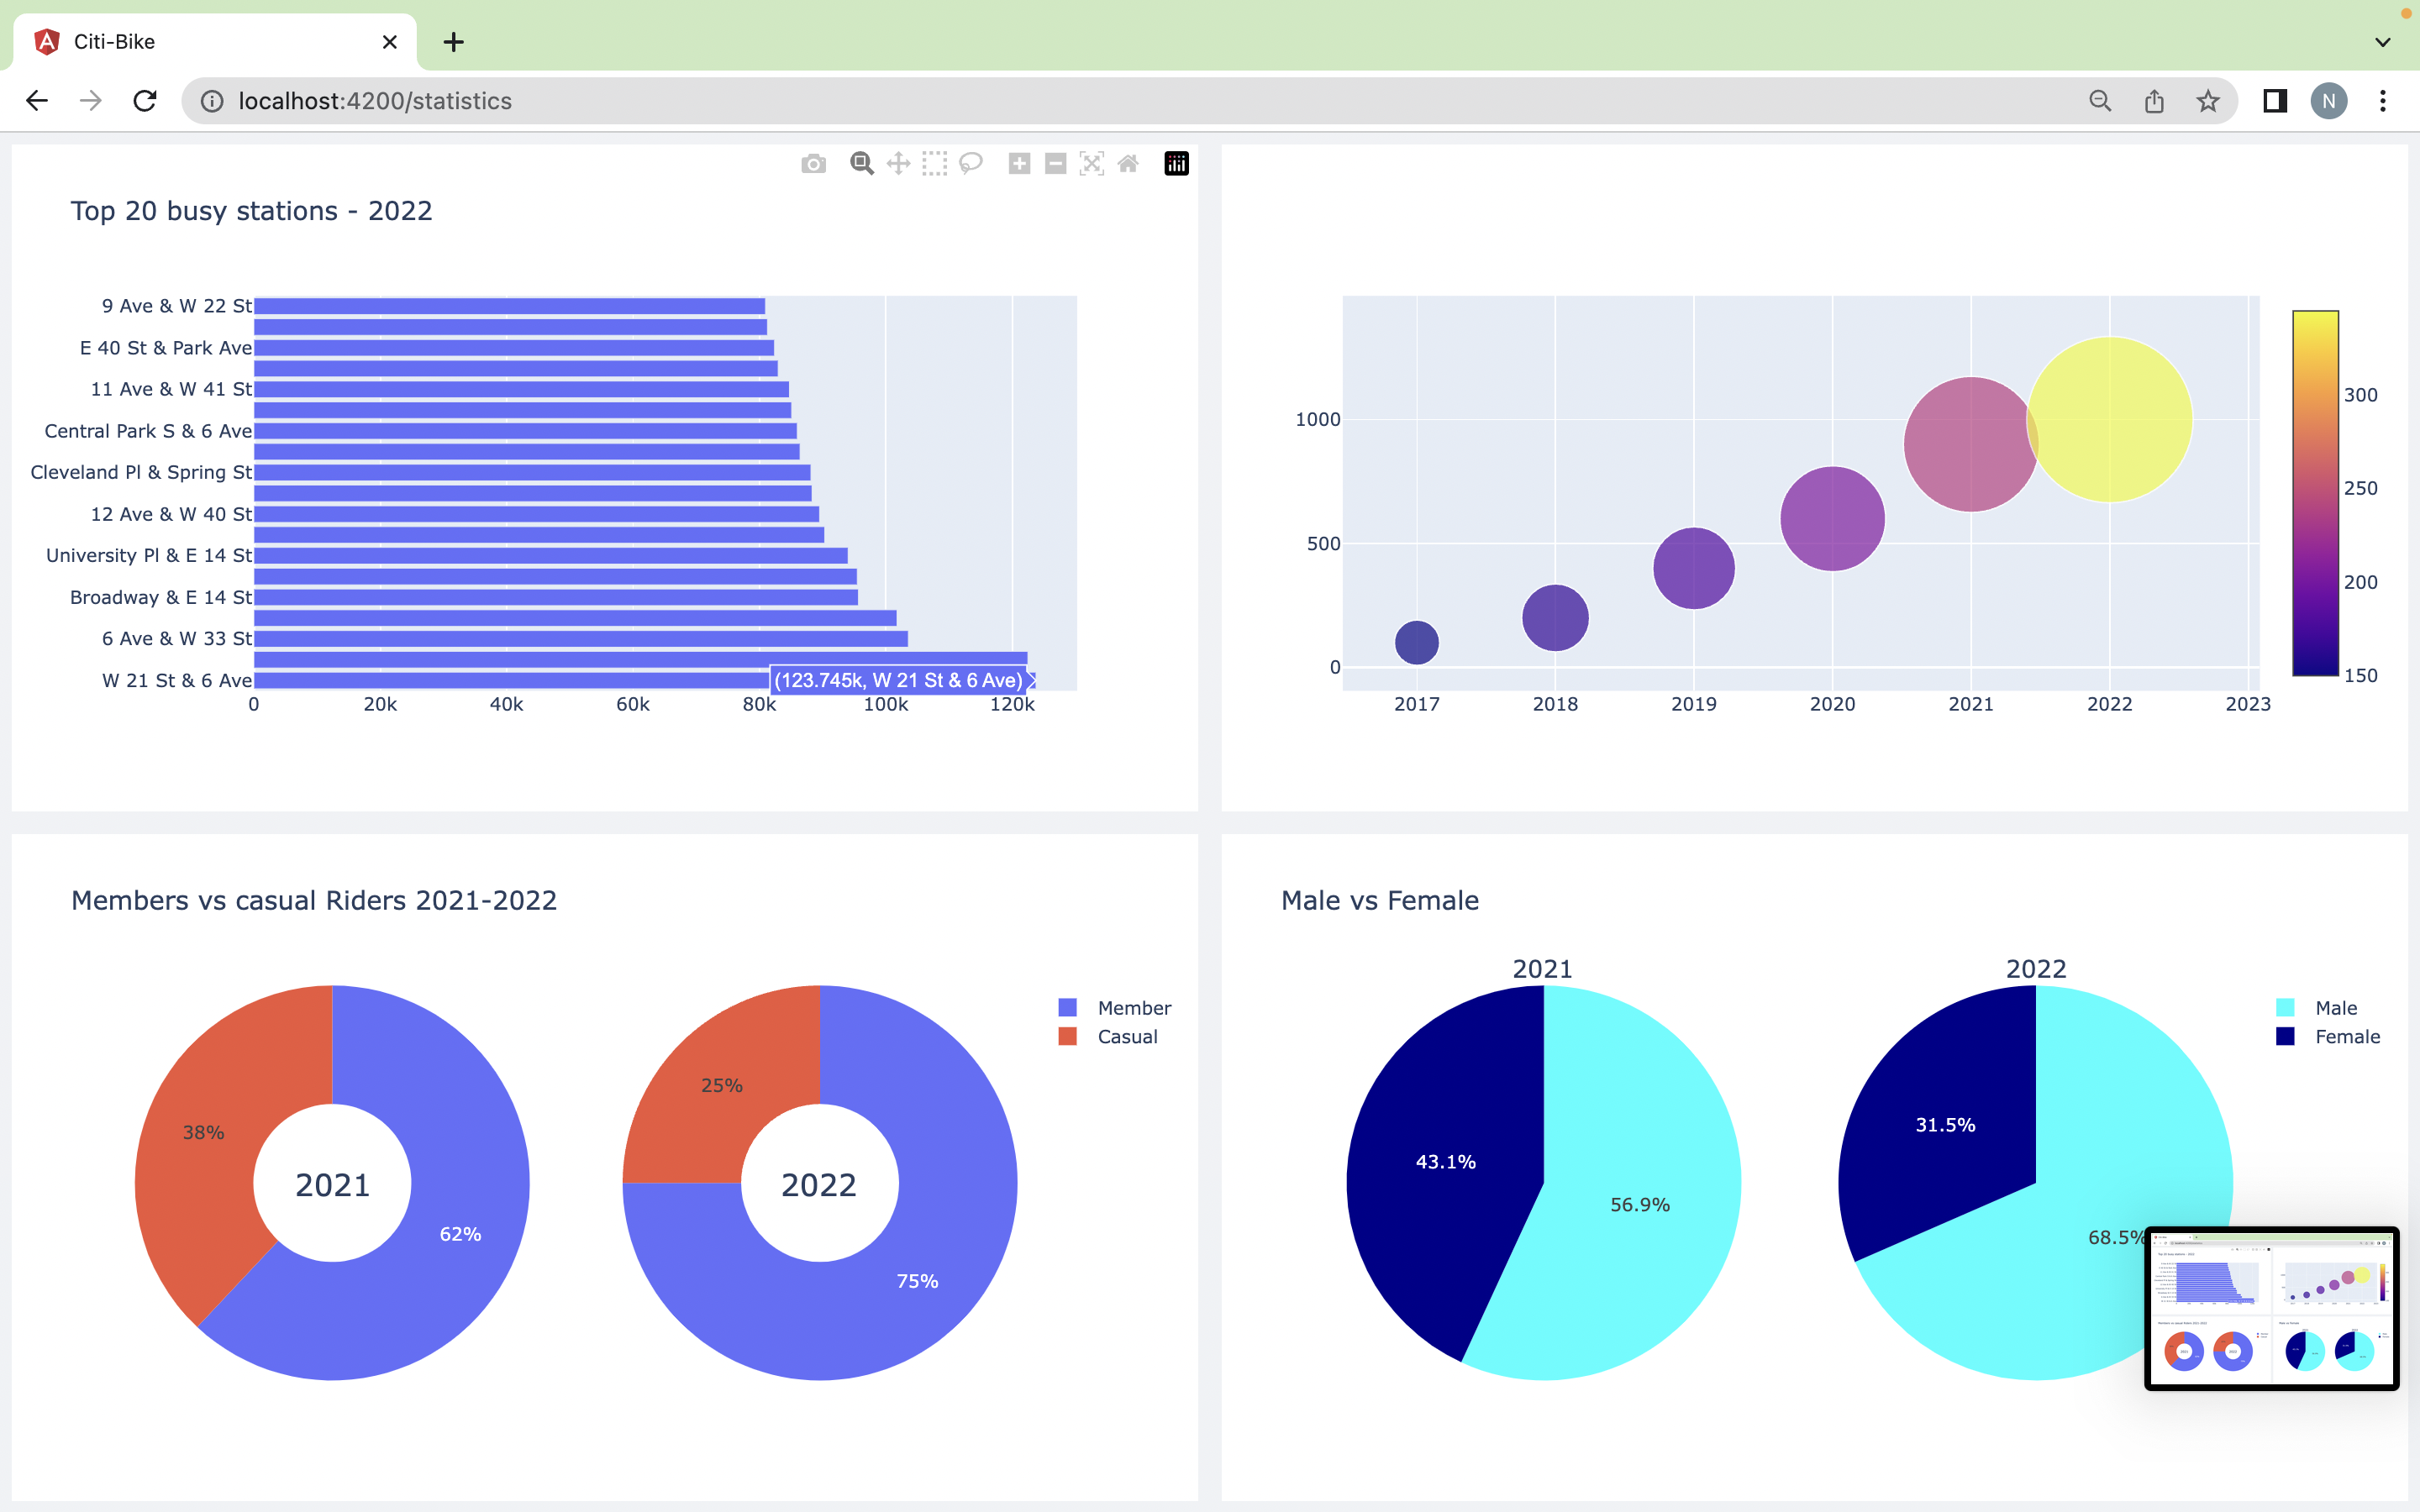 Citi-Bike
localhost:4200/statistics
N
Top 20 busy stations - 2022
9 Ave & W 22 St
E 40 St & Park Ave
11 Ave & W 41 St
Central Park S & 6 Ave
Cleveland Pl & Spring St
12 Ave & W 40 St
University Pl & E 14 St
Broadway & E 14 St
6 Ave & W 33 St
W 21 St & 6 Ave
(123.745k, W 21 St & 6 Ave)
0 20k 40k 60k 80k 100k 120k
1000
500
0
2017 2018 2019 2020 2021 2022 2023
300
250
200
150
Members vs casual Riders 2021-2022
Member
Casual
38%
2021
62%
25%
2022
75%
Male vs Female
2021
2022
Male
Female
43.1%
56.9%
31.5%
68.5%